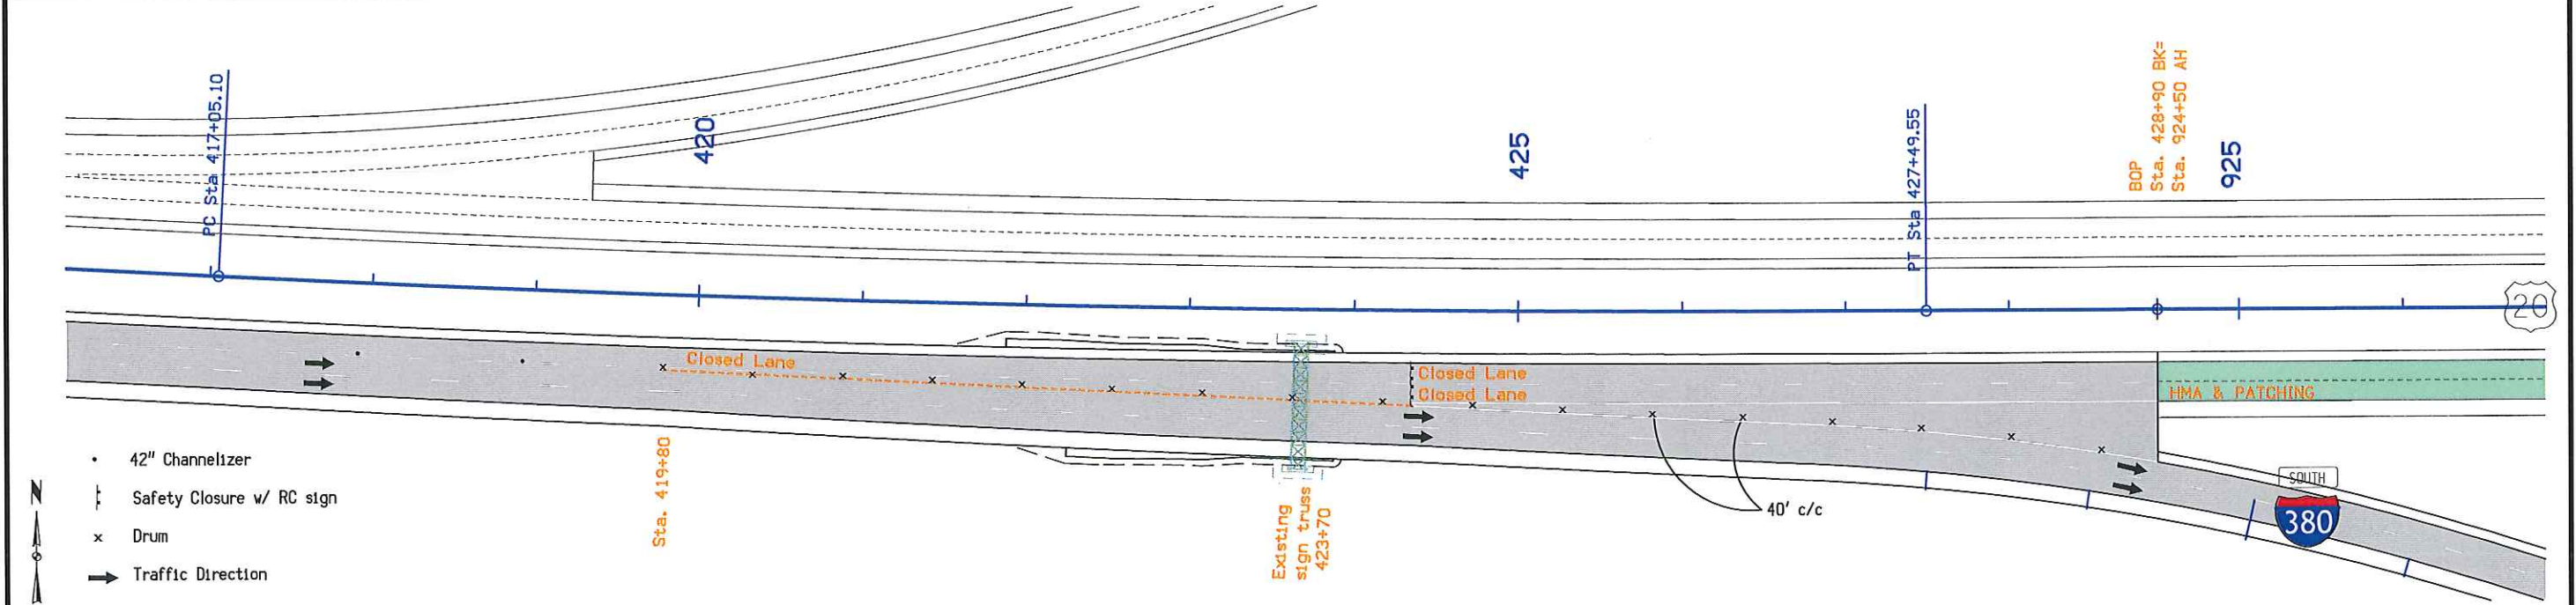 PC Sta 417+05.10
420
425
PT Sta 427+49.55
BOP
Sta. 428+90 BK=
Sta. 924+50 AH
925
20
Closed Lane
Closed Lane
Closed Lane
HMA & PATCHING
Sta. 419+80
Existing
sign truss
423+70
40' c/c
SOUTH
380
N
42" Channelizer
Safety Closure w/ RC sign
Drum
Traffic Direction